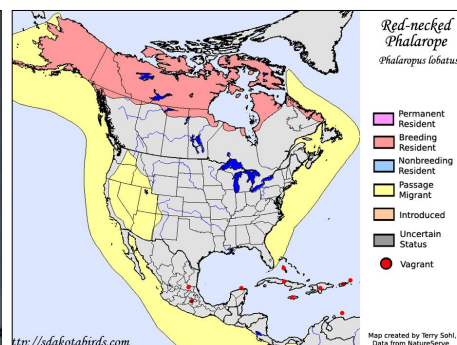 Red-necked
Phalarope
Phalaropus lobatus
Permanent
Resident
Breeding
Resident
Nonbreeding
Resident
Passage
Migrant
Introduced
Uncertain
Status
Vagrant
http://sdakotabirds.com
Map created by Terry Sohl,
Data from NatureServe